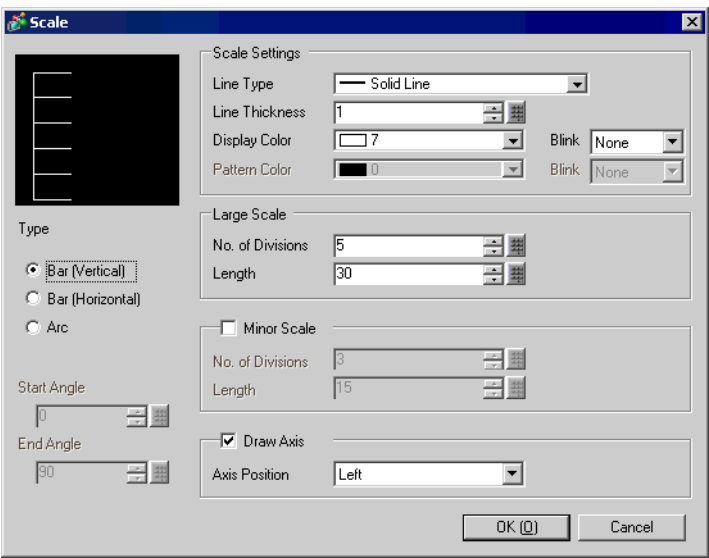 Scale
Scale Settings
Line Type Solid Line
Line Thickness 1
Display Color 7 Blink None
Pattern Color 0 Blink None
Type
Bar (Vertical)
Bar (Horizontal)
Arc
Start Angle
0
End Angle
90
Large Scale
No. of Divisions 5
Length 30
Minor Scale
No. of Divisions 3
Length 15
Draw Axis
Axis Position Left
OK (O) Cancel